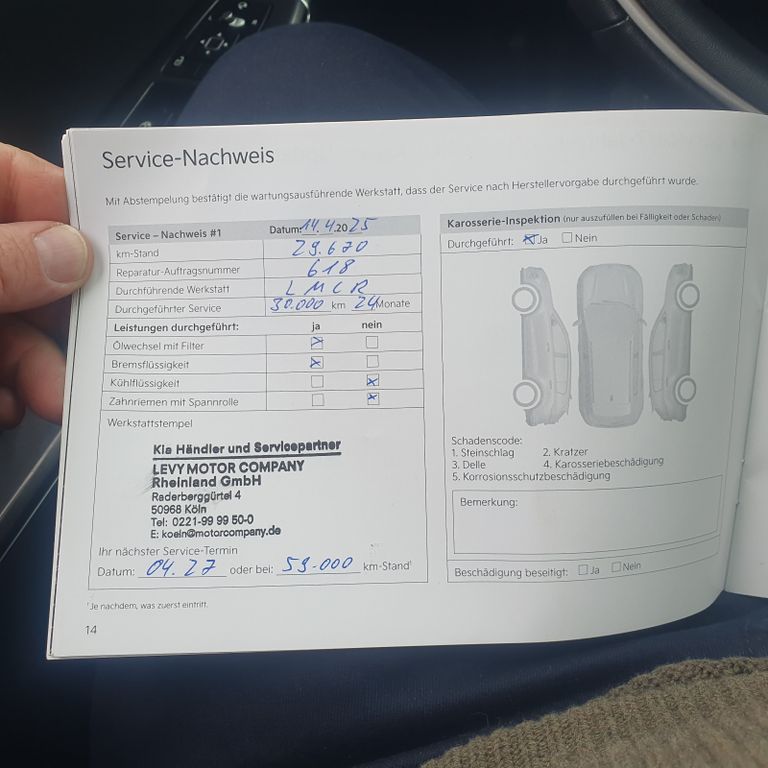 Service-Nachweis
Mit Abstempelung bestätigt die wartungsausführende Werkstatt, dass der Service nach Herstellervorgabe durchgeführt wurde.
Service – Nachweis #1 Datum: 14.4.2025
km-Stand 29.670
Reparatur-Auftragsnummer 618
Durchführende Werkstatt LMCR
Durchgeführter Service 30.000 km 24 Monate
Leistungen durchgeführt: ja nein
Ölwechsel mit Filter
Bremsflüssigkeit
Kühlflüssigkeit
Zahnriemen mit Spannrolle
Werkstattstempel
Kia Händler und Servicepartner
LEVY MOTOR COMPANY
Rheinland GmbH
Raderberggürtel 4
50968 Köln
Tel: 0221-99 99 50-0
E: koeln@motorcompany.de
Ihr nächster Service-Termin
Datum: 04.27 oder bei: 59.000 km-Stand¹
¹Je nachdem, was zuerst eintritt.
14
Karosserie-Inspektion (nur auszufüllen bei Fälligkeit oder Schaden)
Durchgeführt: Ja Nein
Schadenscode:
1. Steinschlag 2. Kratzer
3. Delle 4. Karosseriebeschädigung
5. Korrosionsschutzbeschädigung
Bemerkung:
Beschädigung beseitigt: Ja Nein